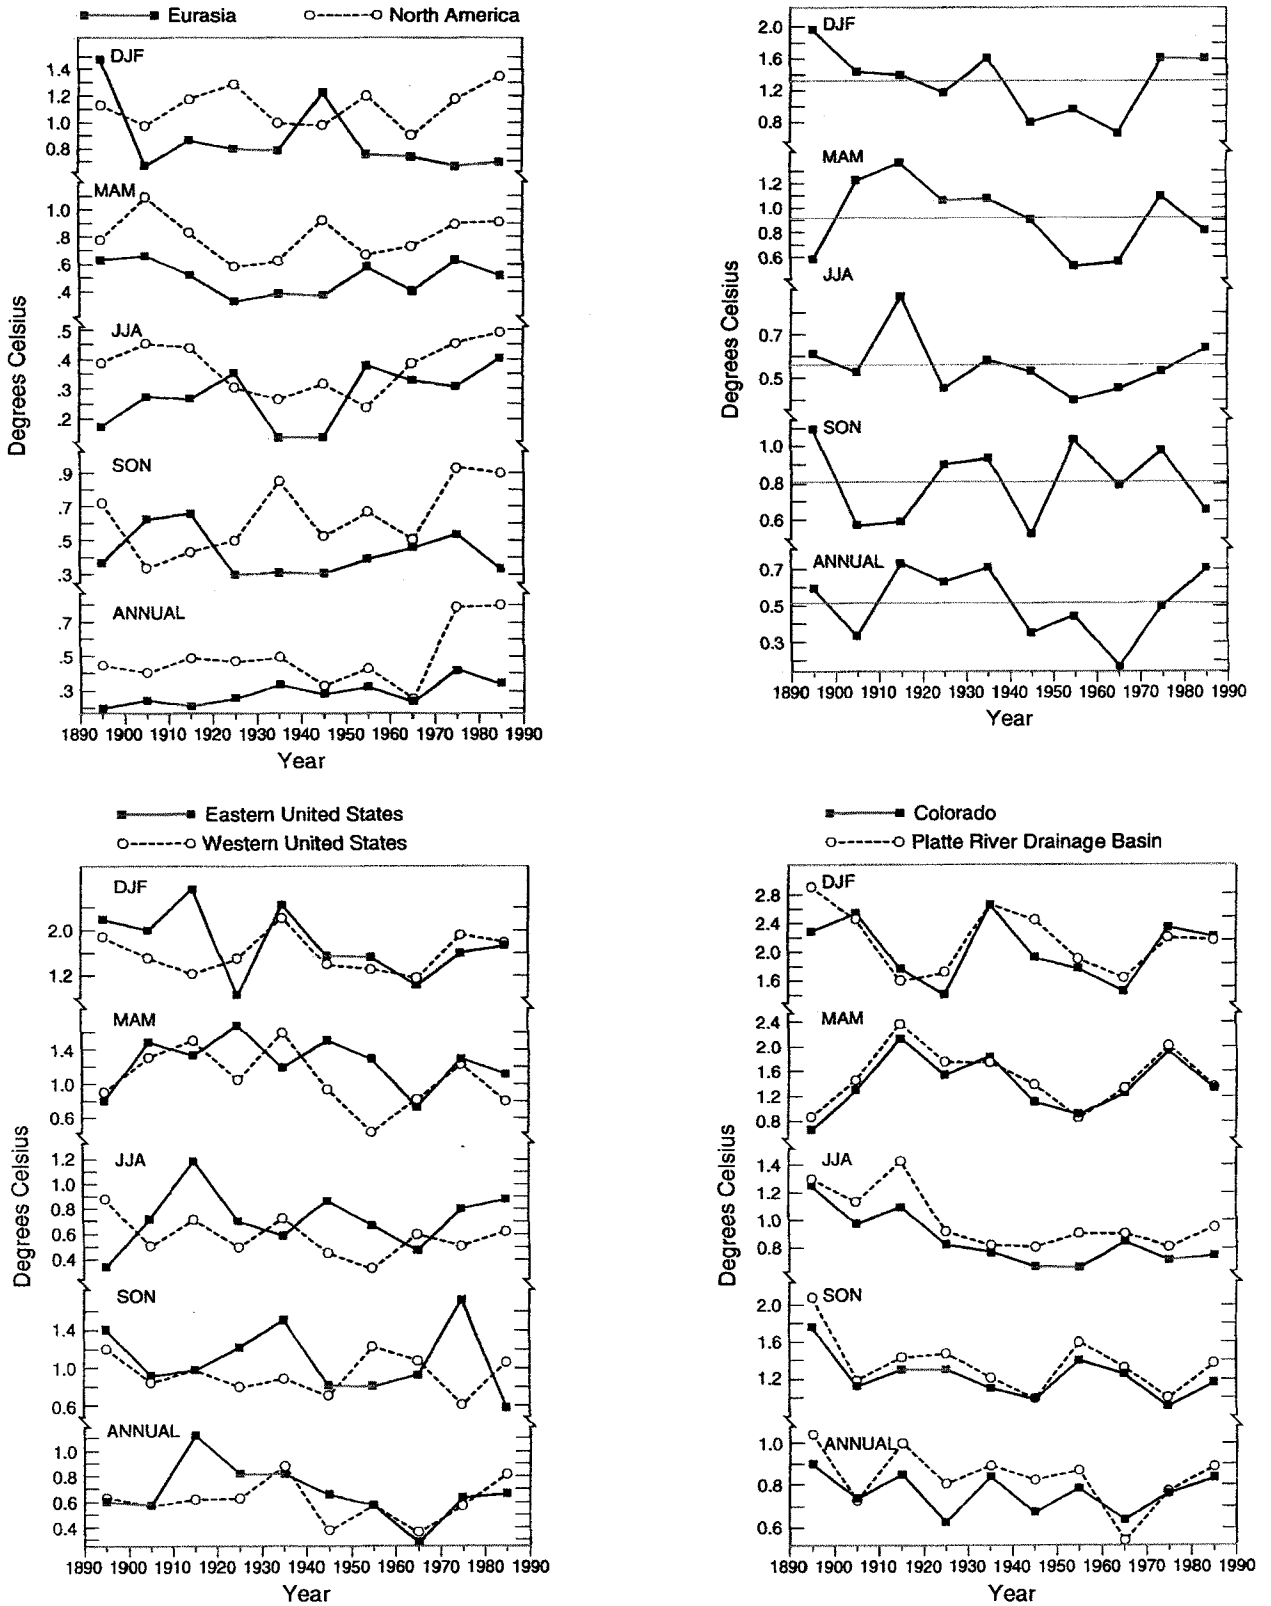 Eurasia North America
DJF
1.4
1.2
1.0
0.8
MAM
1.0
.8
.6
.4
JJA
.5
.4
.3
.2
SON
.9
.7
.5
.3
ANNUAL
.7
.5
.3
Degrees Celsius
1890 1900 1910 1920 1930 1940 1950 1960 1970 1980 1990
Year
DJF
2.0
1.6
1.2
0.8
MAM
1.2
1.0
0.8
0.6
JJA
0.7
0.5
SON
1.0
0.8
0.6
ANNUAL
0.7
0.5
0.3
Degrees Celsius
1890 1900 1910 1920 1930 1940 1950 1960 1970 1980 1990
Year
Eastern United States
Western United States
DJF
2.0
1.2
MAM
1.4
1.0
0.6
JJA
1.2
1.0
0.8
0.6
0.4
SON
1.4
1.0
0.6
ANNUAL
1.0
0.8
0.6
0.4
Degrees Celsius
1890 1900 1910 1920 1930 1940 1950 1960 1970 1980 1990
Year
Colorado
Platte River Drainage Basin
DJF
2.8
2.4
2.0
1.6
MAM
2.4
2.0
1.6
1.2
0.8
JJA
1.4
1.2
1.0
0.8
SON
2.0
1.6
1.2
ANNUAL
1.0
0.8
0.6
Degrees Celsius
1890 1900 1910 1920 1930 1940 1950 1960 1970 1980 1990
Year